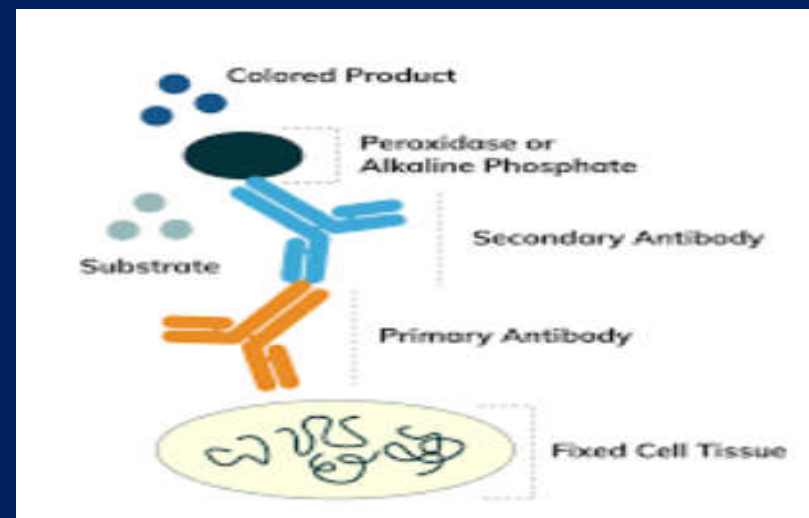 Colored Product
Peroxidase or
Alkaline Phosphate
Secondary Antibody
Substrate
Primary Antibody
Fixed Cell Tissue